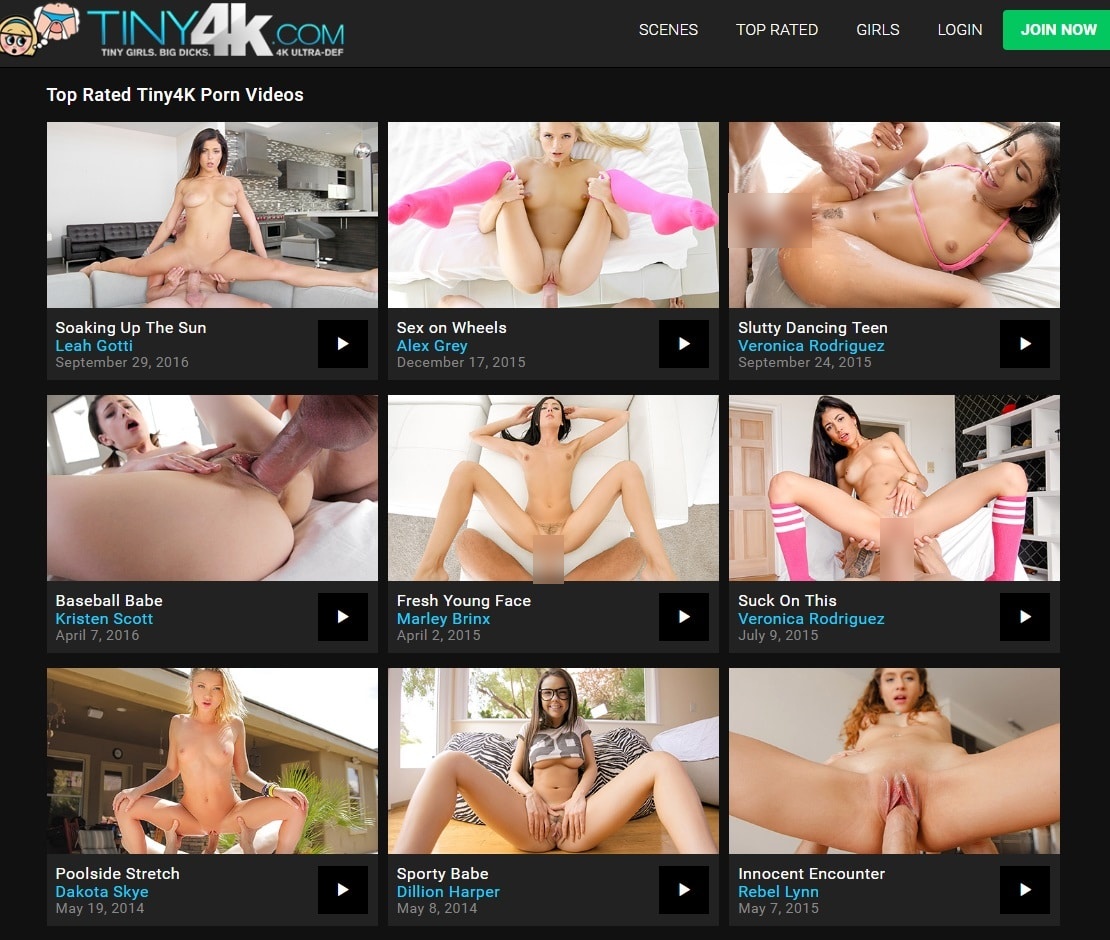 TINY4K.COM
TINY GIRLS. BIG DICKS. 4K ULTRA-DEF
SCENES
TOP RATED
GIRLS
LOGIN
JOIN NOW
Top Rated Tiny4K Porn Videos
Soaking Up The Sun
Leah Gotti
September 29, 2016
Sex on Wheels
Alex Grey
December 17, 2015
Slutty Dancing Teen
Veronica Rodriguez
September 24, 2015
Baseball Babe
Kristen Scott
April 7, 2016
Fresh Young Face
Marley Brinx
April 2, 2015
Suck On This
Veronica Rodriguez
July 9, 2015
Poolside Stretch
Dakota Skye
May 19, 2014
Sporty Babe
Dillion Harper
May 8, 2014
Innocent Encounter
Rebel Lynn
May 7, 2015